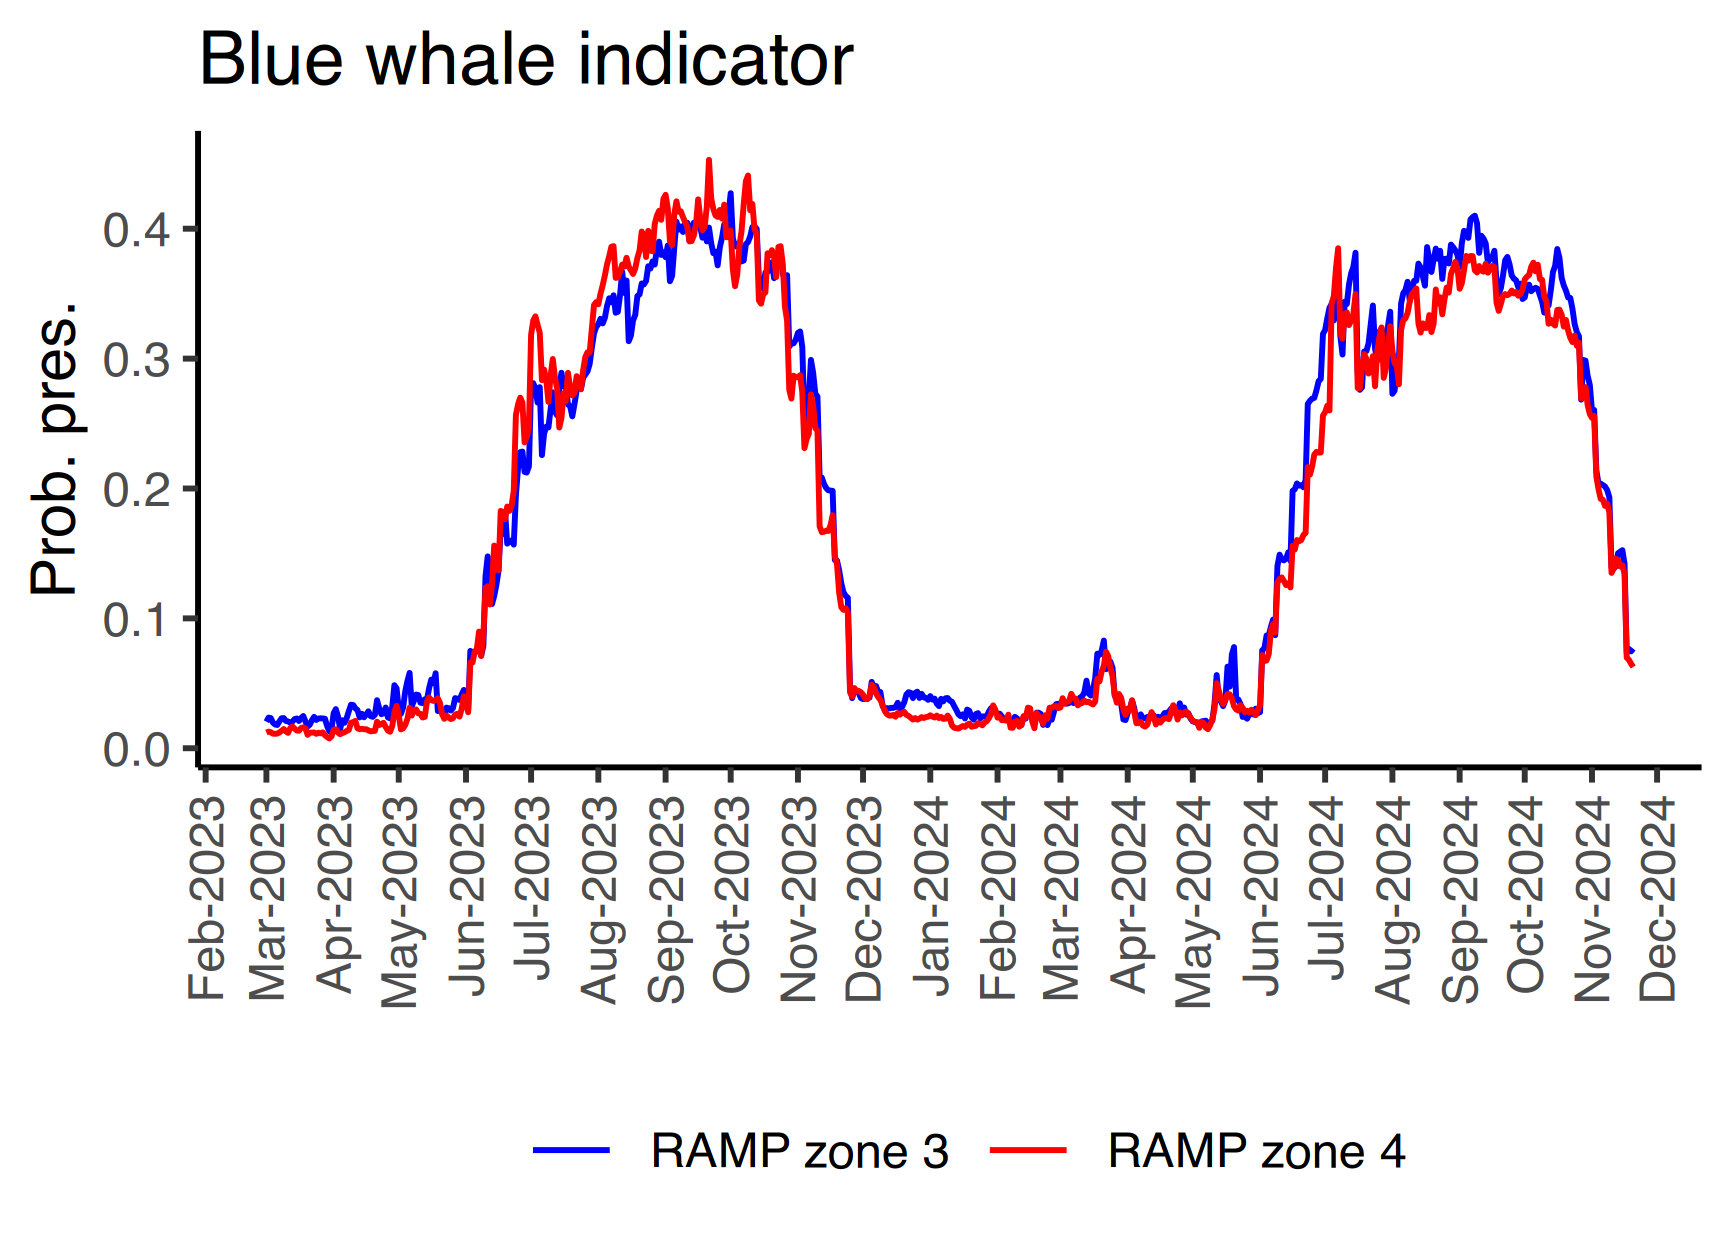 Blue whale indicator
Prob. pres.
0.4
0.3
0.2
0.1
0.0
Feb-2023
Mar-2023
Apr-2023
May-2023
Jun-2023
Jul-2023
Aug-2023
Sep-2023
Oct-2023
Nov-2023
Dec-2023
Jan-2024
Feb-2024
Mar-2024
Apr-2024
May-2024
Jun-2024
Jul-2024
Aug-2024
Sep-2024
Oct-2024
Nov-2024
Dec-2024
RAMP zone 3
RAMP zone 4